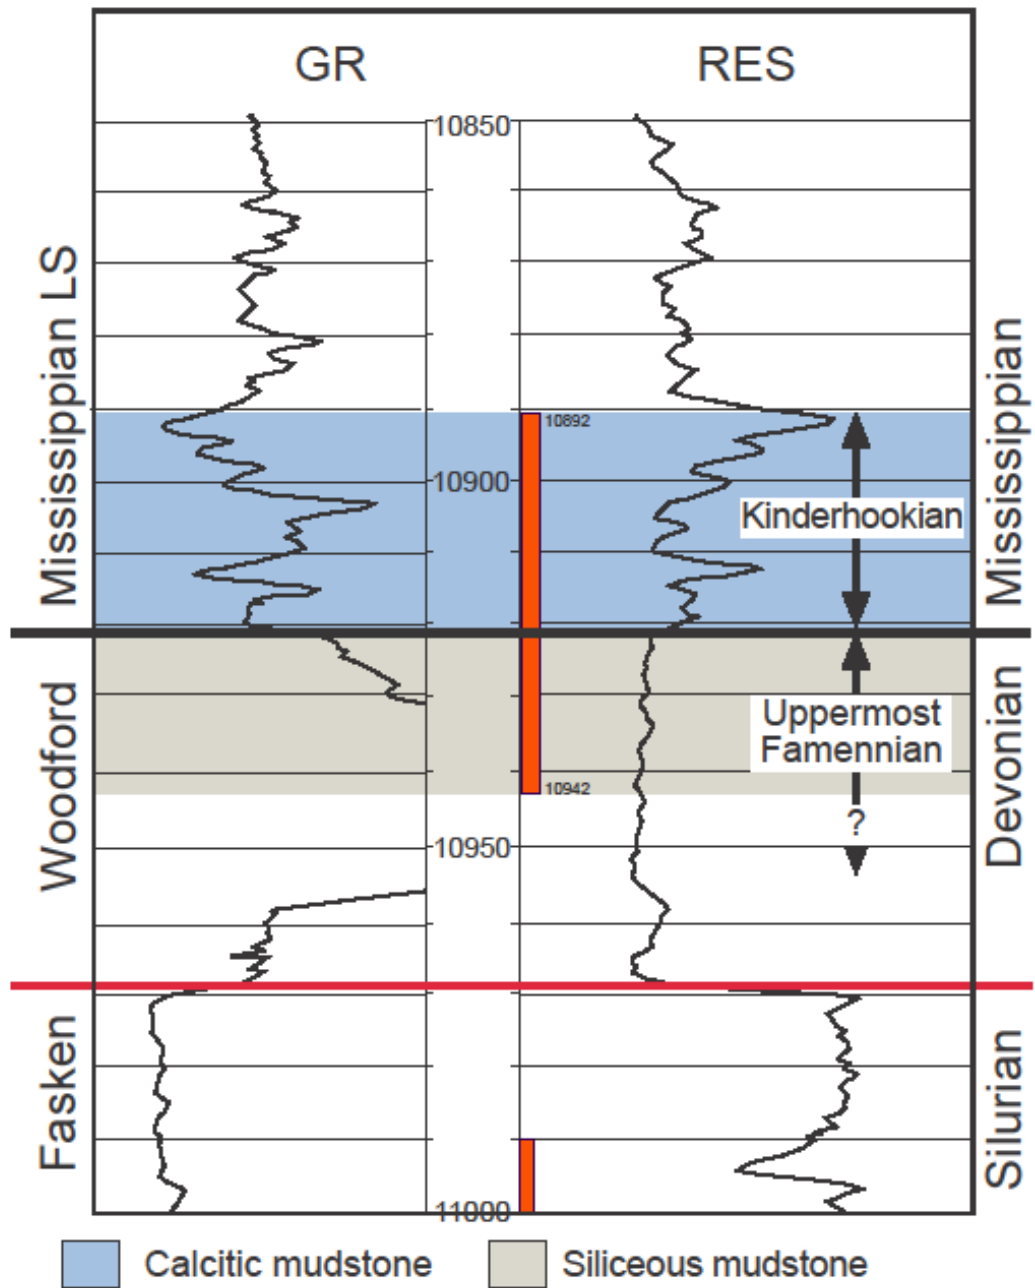 GR
RES
10850
Mississippian LS
Mississippian
10892
10900
Kinderhookian
Woodford
Devonian
Uppermost
Famennian
10942
?
10950
Fasken
Silurian
11000
Calcitic mudstone
Siliceous mudstone